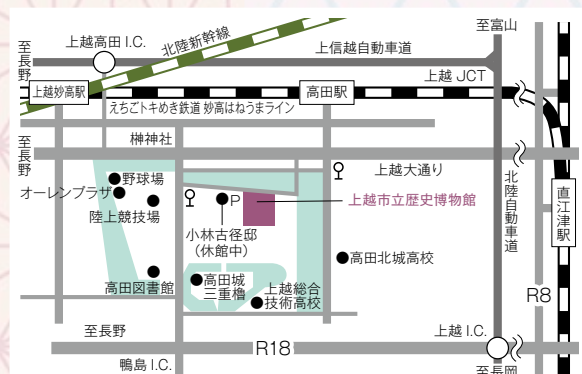 至富山
上越高田 I.C.
北陸新幹線
至長野
上信越自動車道
上越 JCT
上越妙高駅
高田駅
えちごトキめき鉄道 妙高はねうまライン
至長野
榊神社
上越大通り
野球場
オーレンプラザ
陸上競技場
P
上越市立歴史博物館
小林古径邸
(休館中)
北陸自動車道
直江津駅
高田北城高校
高田図書館
高田城
三重櫓
上越総合
技術高校
R8
至長野
上越 I.C.
R18
鴨島 I.C.
至長岡